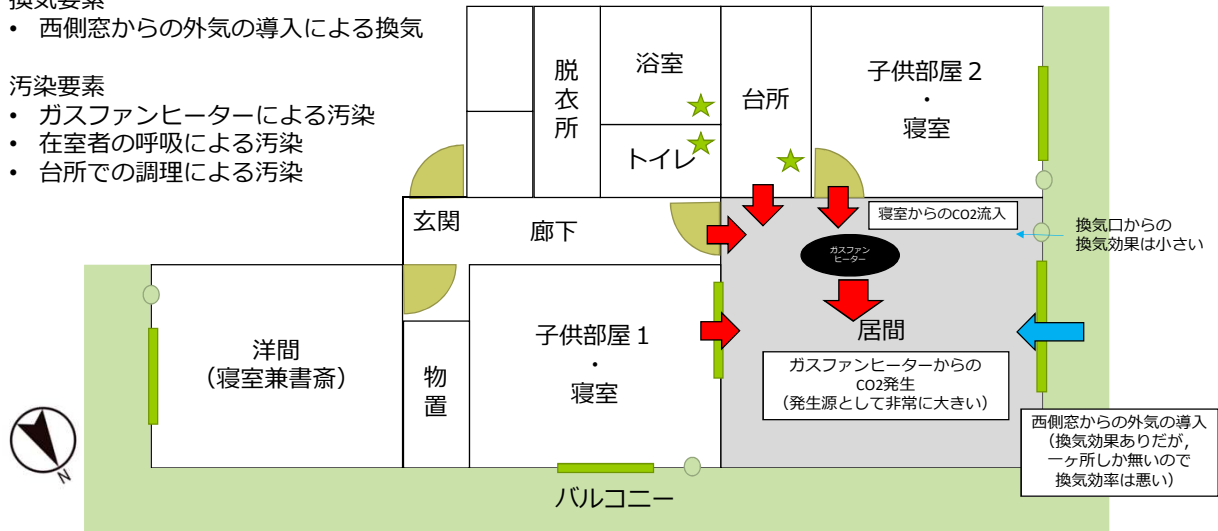 換気要素
• 西側窓からの外気の導入による換気
汚染要素
• ガスファンヒーターによる汚染
• 在室者の呼吸による汚染
• 台所での調理による汚染
脱衣所
浴室
トイレ
台所
子供部屋２
・
寝室
玄関
廊下
寝室からのCO2流入
換気口からの
換気効果は小さい
ガスファン
ヒーター
居間
ガスファンヒーターからの
CO2発生
（発生源として非常に大きい）
洋間
（寝室兼書斎）
物置
子供部屋１
・
寝室
西側窓からの外気の導入
（換気効果ありだが，
一ヶ所しか無いので
換気効率は悪い）
N
バルコニー